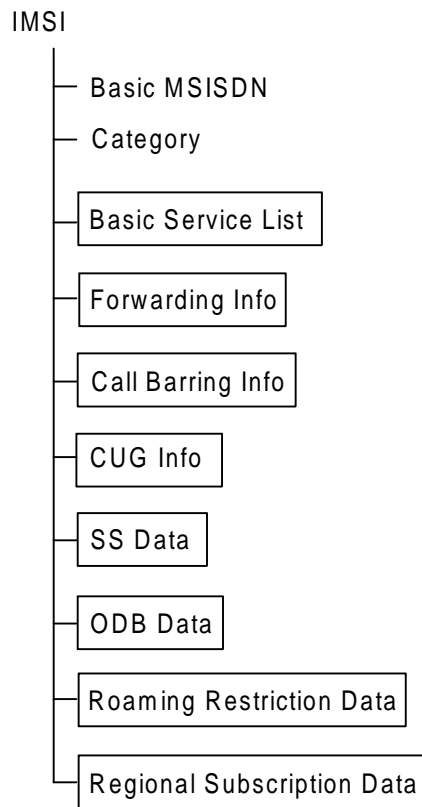 IMSI
Basic MSISDN
Category
Basic Service List
Forwarding Info
Call Barring Info
CUG Info
SS Data
ODB Data
Roaming Restriction Data
Regional Subscription Data